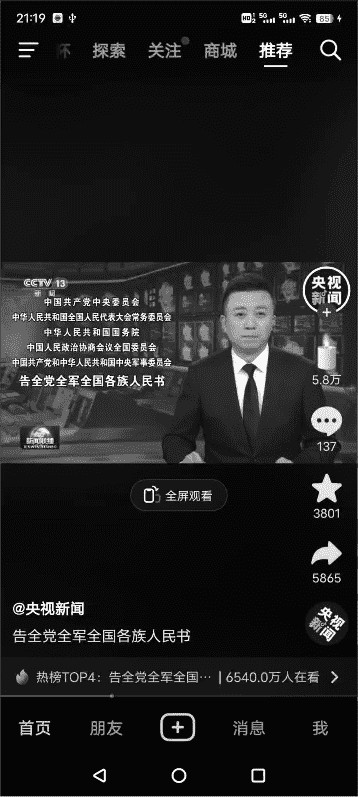 21:19
HD 5G 5G 85
探索 关注 商城 推荐
CCTV 13
新闻
中国共产党中央委员会
中华人民共和国全国人民代表大会常务委员会
中华人民共和国国务院
中国人民政治协商会议全国委员会
中国共产党和中华人民共和国中央军事委员会
告全党全军全国各族人民书
新闻联播
央视
新闻
5.8万
137
全屏观看
3801
5865
@央视新闻
告全党全军全国各族人民书
央视
新闻
热榜TOP4：告全党全军全国… | 6540.0万人在看
首页 朋友 消息 我